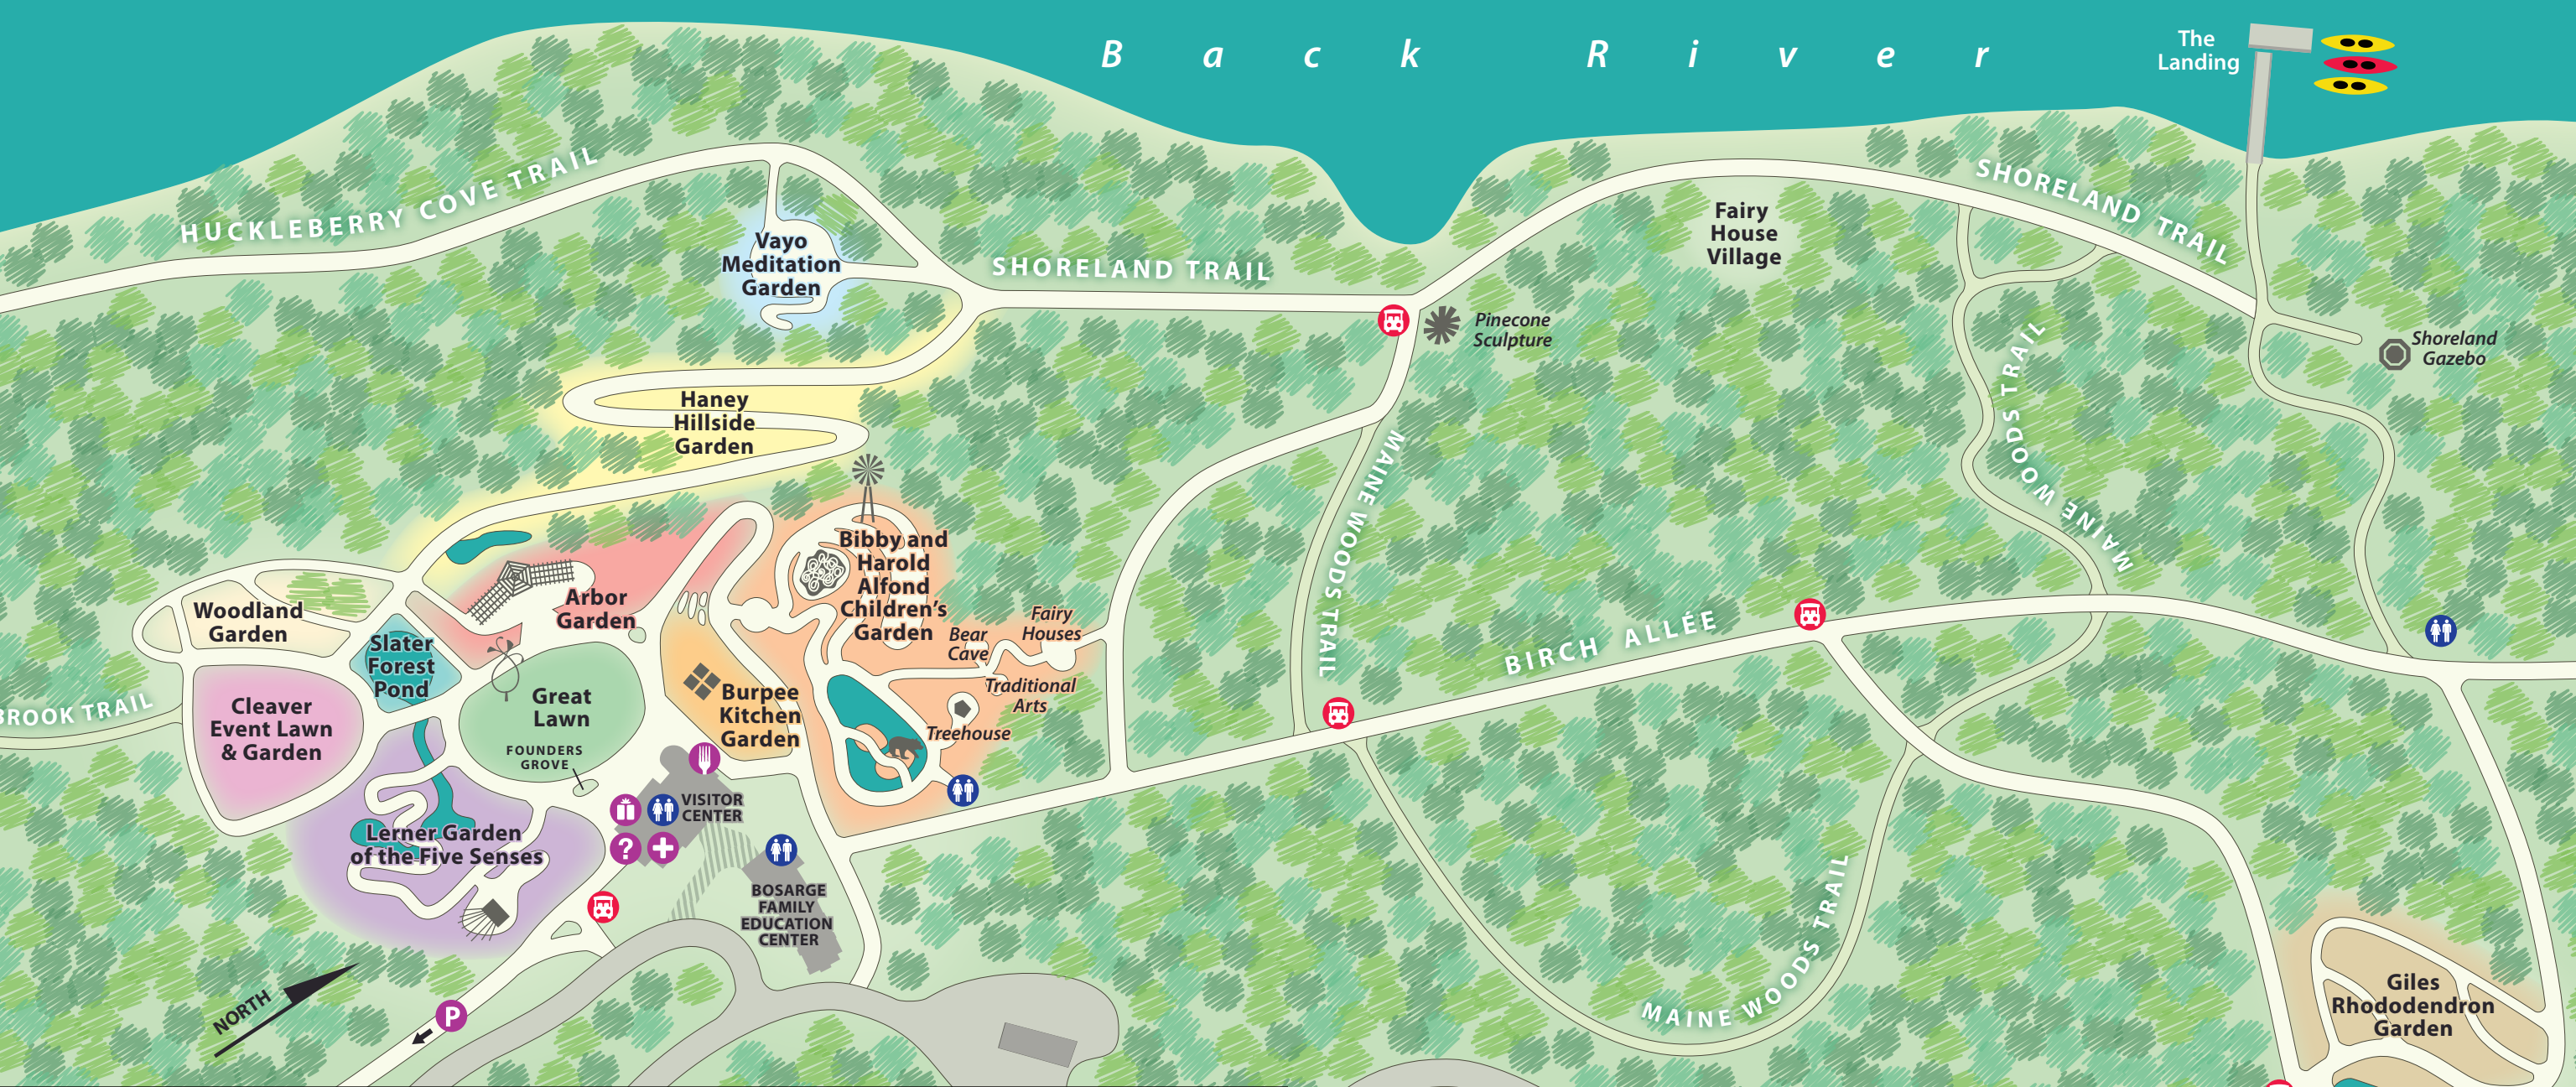 Back River
The
Landing
HUCKLEBERRY COVE TRAIL
SHORELAND TRAIL
Fairy
House
Village
Vayo
Meditation
Garden
SHORELAND TRAIL
Pinecone
Sculpture
Shoreland
Gazebo
MAINE WOODS TRAIL
Haney
Hillside
Garden
MAINE WOODS TRAIL
Bibby and
Harold
Alfond
Children's
Garden
Woodland
Garden
Arbor
Garden
Fairy
Houses
Bear
Cave
BIRCH ALLÉE
Slater
Forest
Pond
Traditional
Arts
Treehouse
Great
Lawn
Burpee
Kitchen
Garden
BROOK TRAIL
Cleaver
Event Lawn
& Garden
FOUNDERS
GROVE
VISITOR
CENTER
?
Lerner Garden
of the Five Senses
BOSARGE
FAMILY
EDUCATION
CENTER
MAINE WOODS TRAIL
NORTH
P
Giles
Rhododendron
Garden